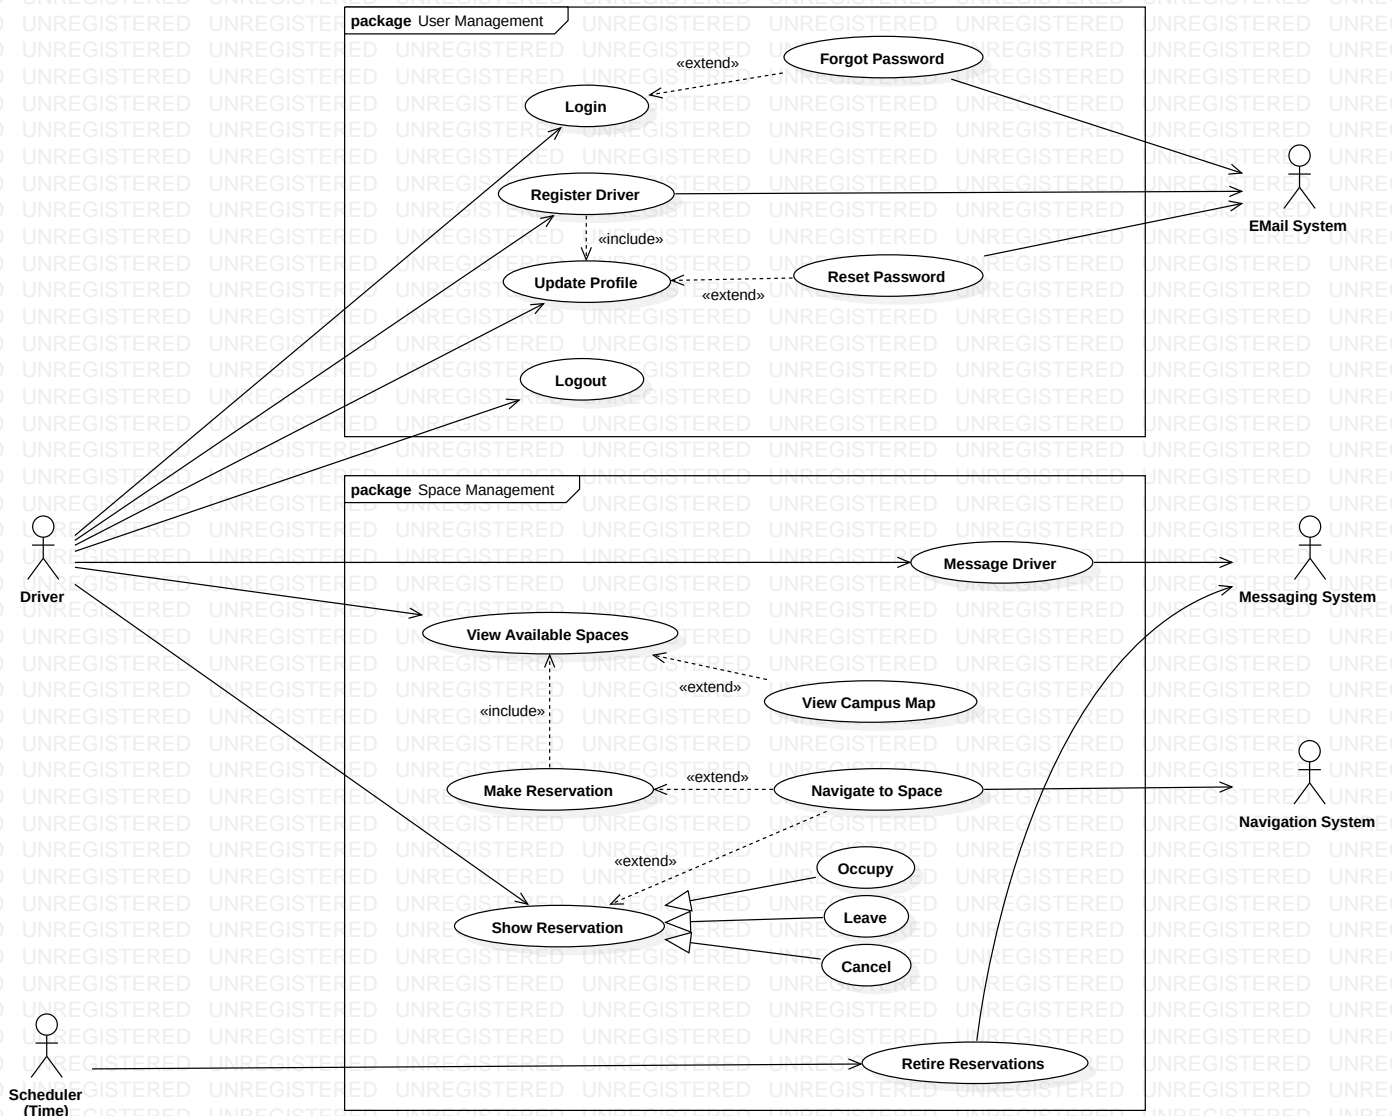 package User Management
Forgot Password
«extend»
Login
Register Driver
«include»
EMail System
Update Profile
Reset Password
«extend»
Logout
package Space Management
Driver
Message Driver
Messaging System
View Available Spaces
«extend»
View Campus Map
«include»
Make Reservation
«extend»
Navigate to Space
Navigation System
«extend»
Occupy
Leave
Show Reservation
Cancel
Retire Reservations
Scheduler
(Time)
UNREGISTERED